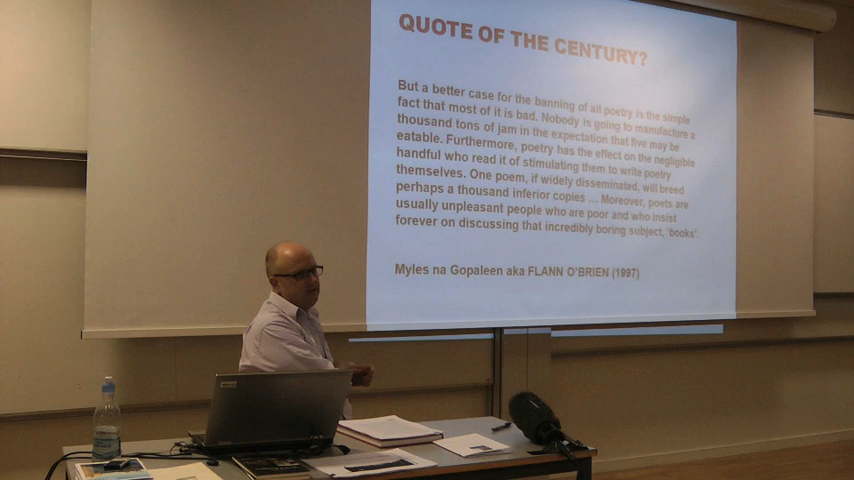 QUOTE OF THE CENTURY?
But a better case for the banning of all poetry is the simple
fact that most of it is bad. Nobody is going to manufacture a
thousand tons of jam in the expectation that five may be
eatable. Furthermore, poetry has the effect on the negligible
handful who read it of stimulating them to write poetry
themselves. One poem, if widely disseminated, will breed
perhaps a thousand inferior copies ... Moreover, poets are
usually unpleasant people who are poor and who insist
forever on discussing that incredibly boring subject, 'books'.
Myles na Gopaleen aka FLANN O'BRIEN (1997)